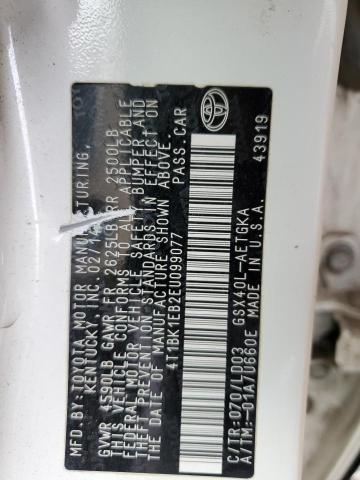 MFD. BY: TOYOTA MOTOR MANUFACTURING,
KENTUCKY, INC. 02/14
GVWR 4590LB GAWR FR 2625LB RR 2500LB
THIS VEHICLE CONFORMS TO ALL APPLICABLE
FEDERAL MOTOR VEHICLE SAFETY BUMPER AND
THEFT PREVENTION STANDARDS IN EFFECT ON
THE DATE OF MANUFACTURE SHOWN ABOVE.
4T1BK1EB2EU099077 PASS.CAR
C/TR: 070/LD03 GSX40L-AETGKA
A/TM: -01A/U660E MADE IN U.S.A. 43919